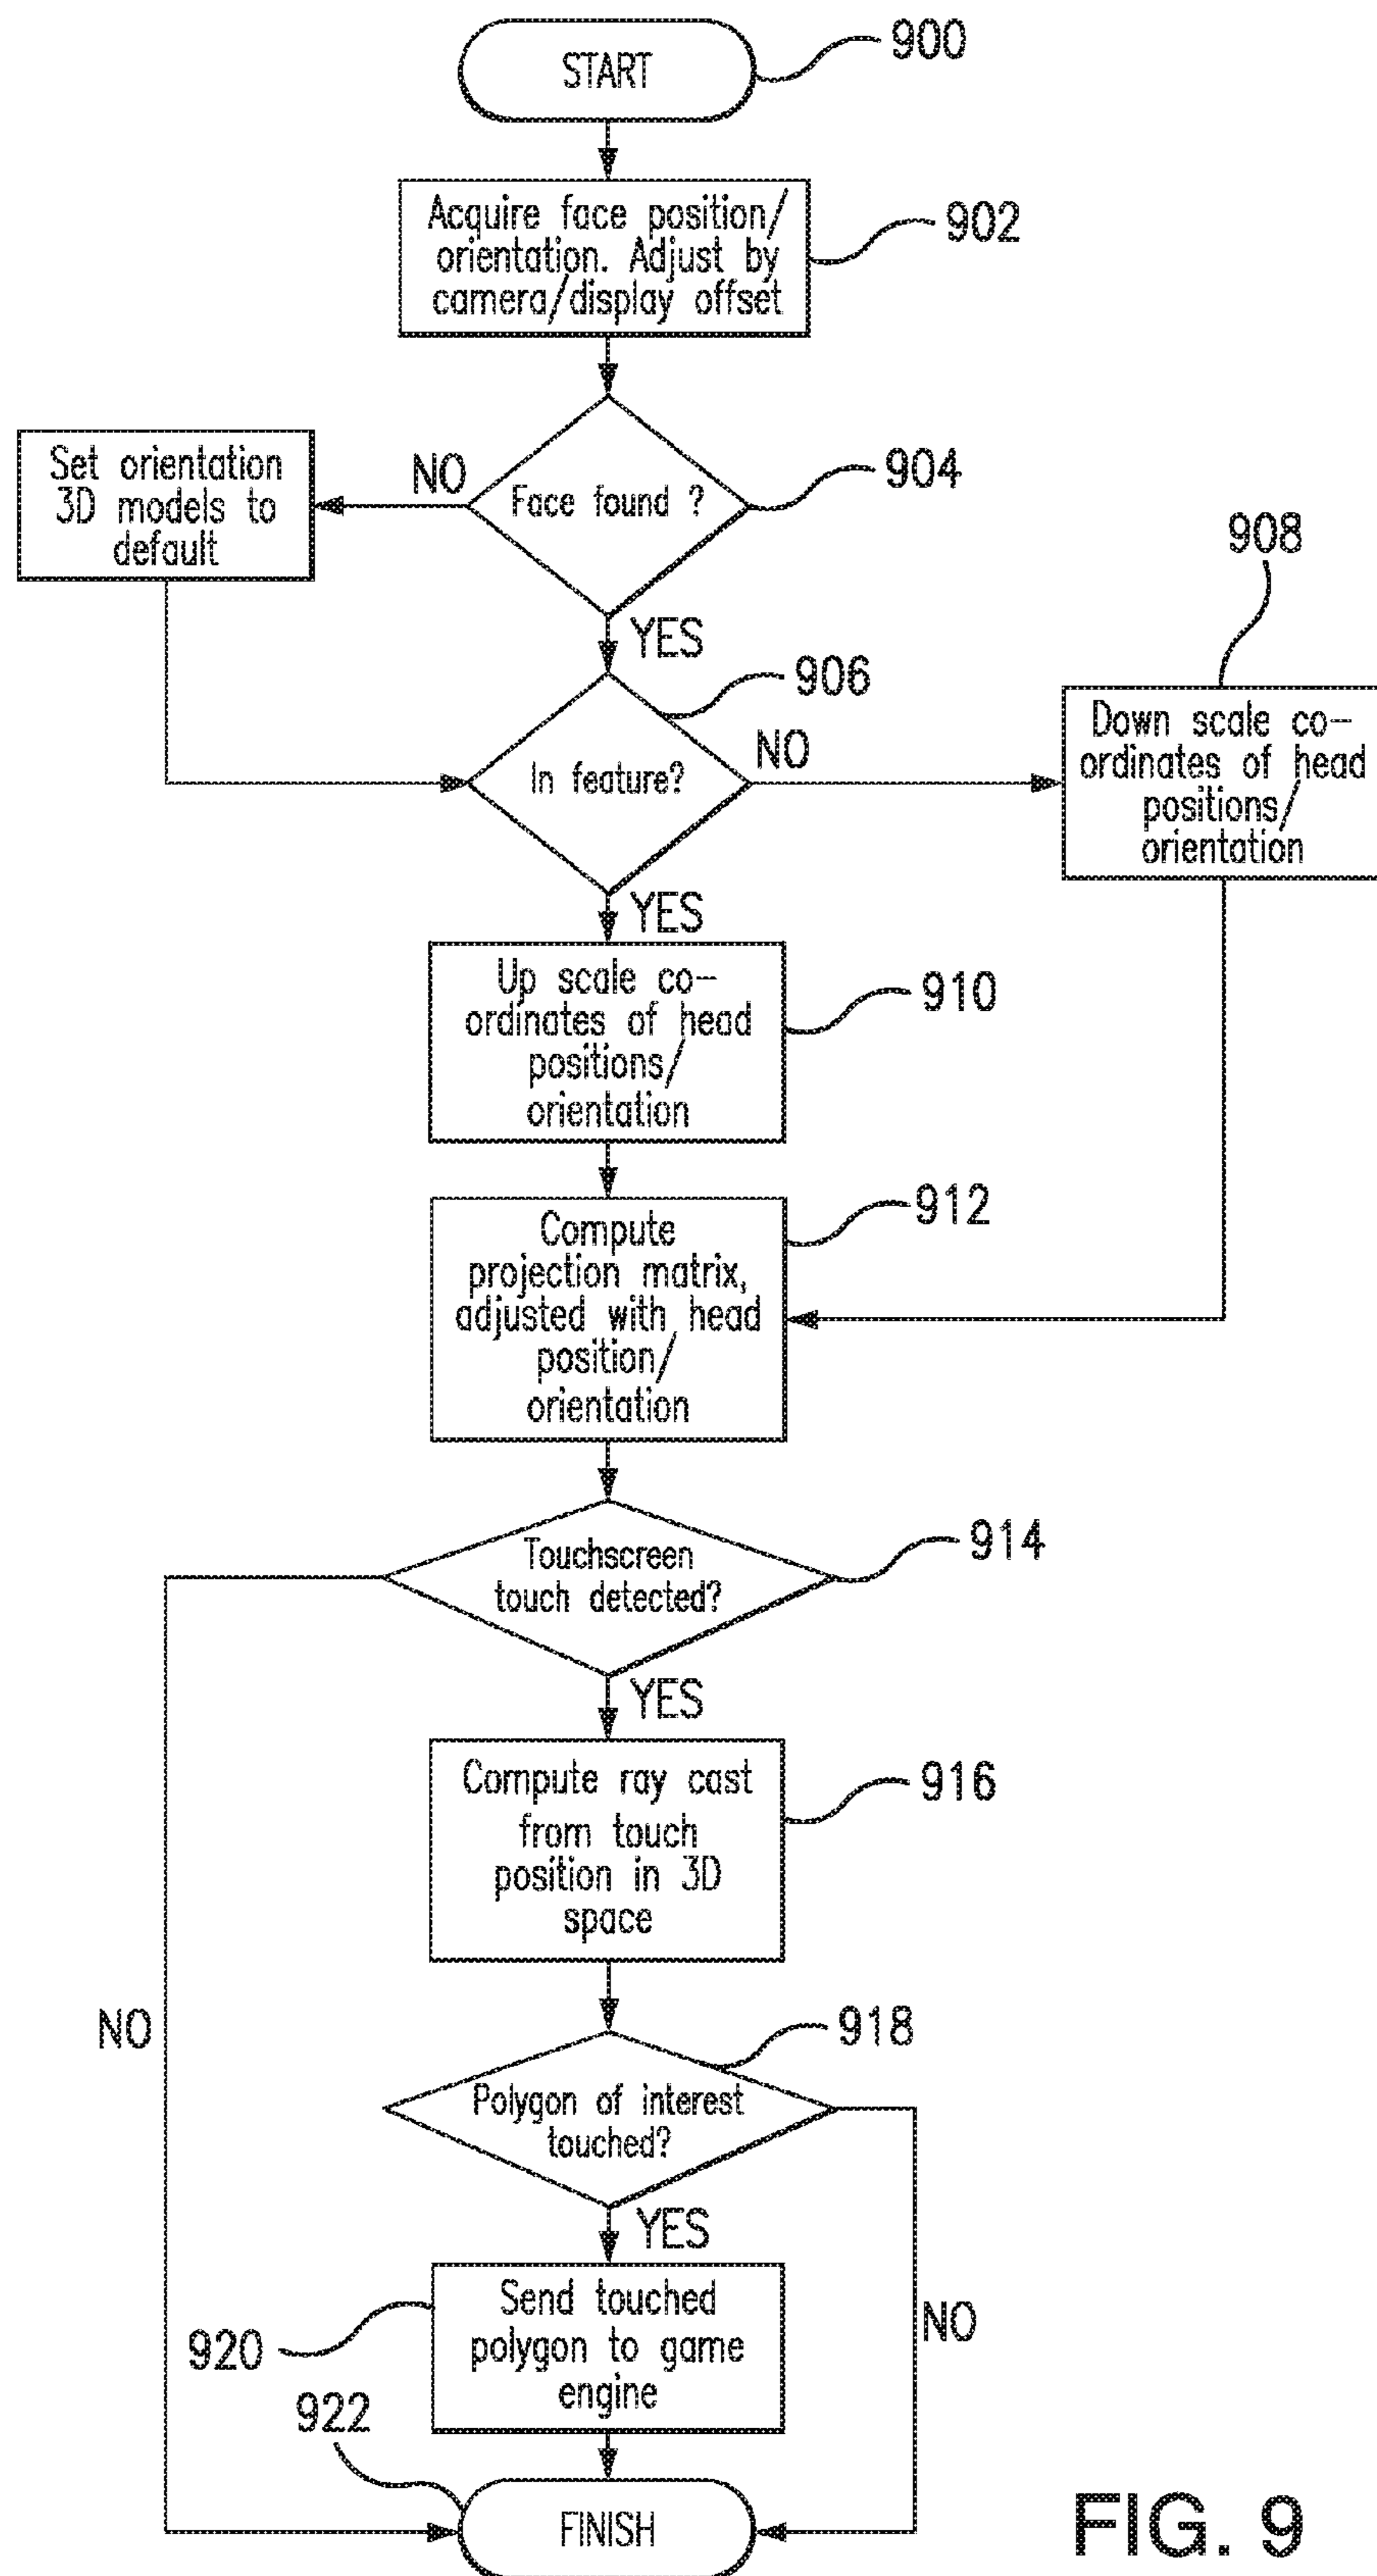 START
900
Acquire face position/
orientation. Adjust by
camera/display offset
902
Set orientation
3D models to
default
NO
Face found ?
904
YES
908
906
In feature?
NO
Down scale co-
ordinates of head
positions/
orientation
YES
Up scale co-
ordinates of head
positions/
orientation
910
Compute
projection matrix,
adjusted with head
position/
orientation
912
Touchscreen
touch detected?
914
YES
Compute ray cast
from touch
position in 3D
space
916
NO
918
Polygon of interest
touched?
YES
Send touched
polygon to game
engine
920
NO
922
FINISH
FIG. 9